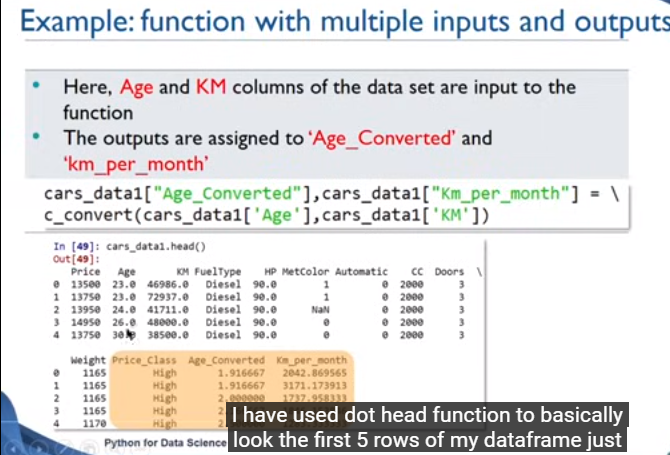 Example: function with multiple inputs and outputs
• Here, Age and KM columns of the data set are input to the
function
• The outputs are assigned to 'Age_Converted' and
'km_per_month'
cars_data1["Age_Converted"],cars_data1["Km_per_month"] = \
c_convert(cars_data1['Age'],cars_data1['KM'])
In [49]: cars_data1.head()
Out[49]:
Price Age KM FuelType HP MetColor Automatic CC Doors \
0 13500 23.0 46986.0 Diesel 90.0 1 0 2000 3
1 13750 23.0 72937.0 Diesel 90.0 1 0 2000 3
2 13950 24.0 41711.0 Diesel 90.0 NaN 0 2000 3
3 14950 26.0 48000.0 Diesel 90.0 0 0 2000 3
4 13750 38500.0 Diesel 90.0 0 0 2000 3
Weight Price_Class Age_Converted Km_per_month
0 1165 High 1.916667 2042.869565
1 1165 High 1.916667 3171.173913
2 1165 High 2.000000 1737.958333
3 1165 High
4 1170 High
Python for Data Science
I have used dot head function to basically
look the first 5 rows of my dataframe just